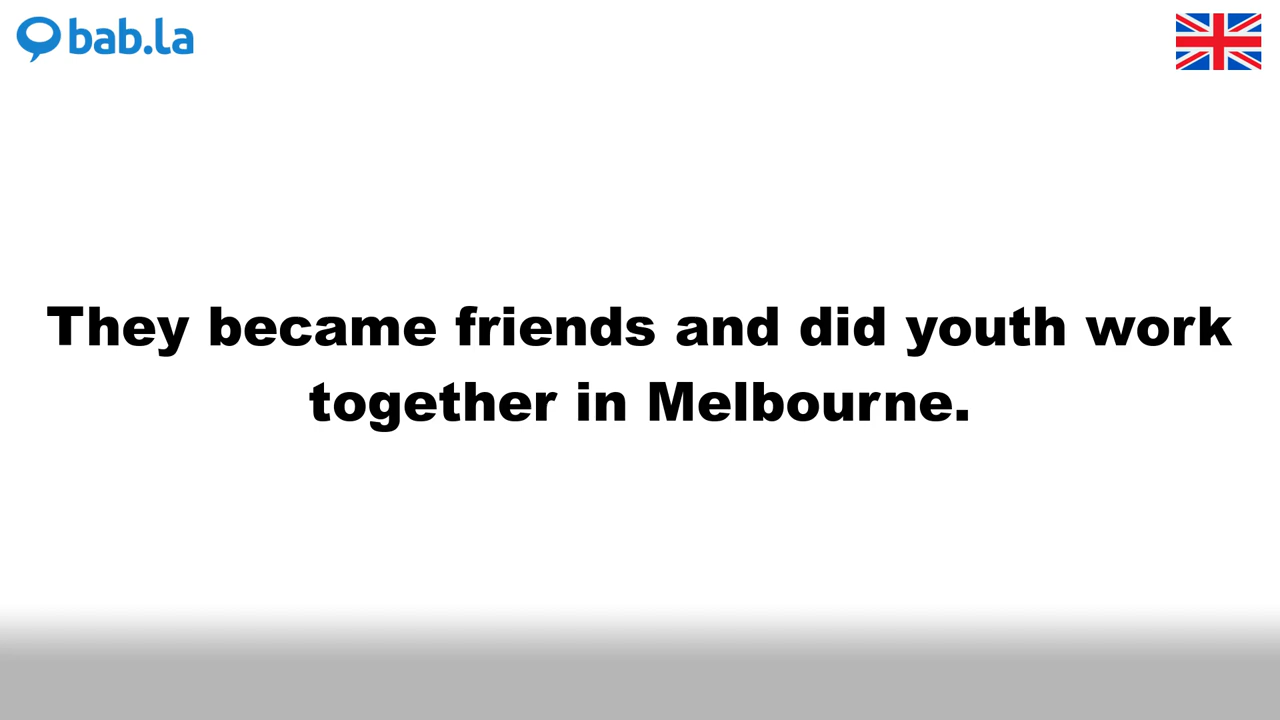 bab.la
They became friends and did youth work
together in Melbourne.